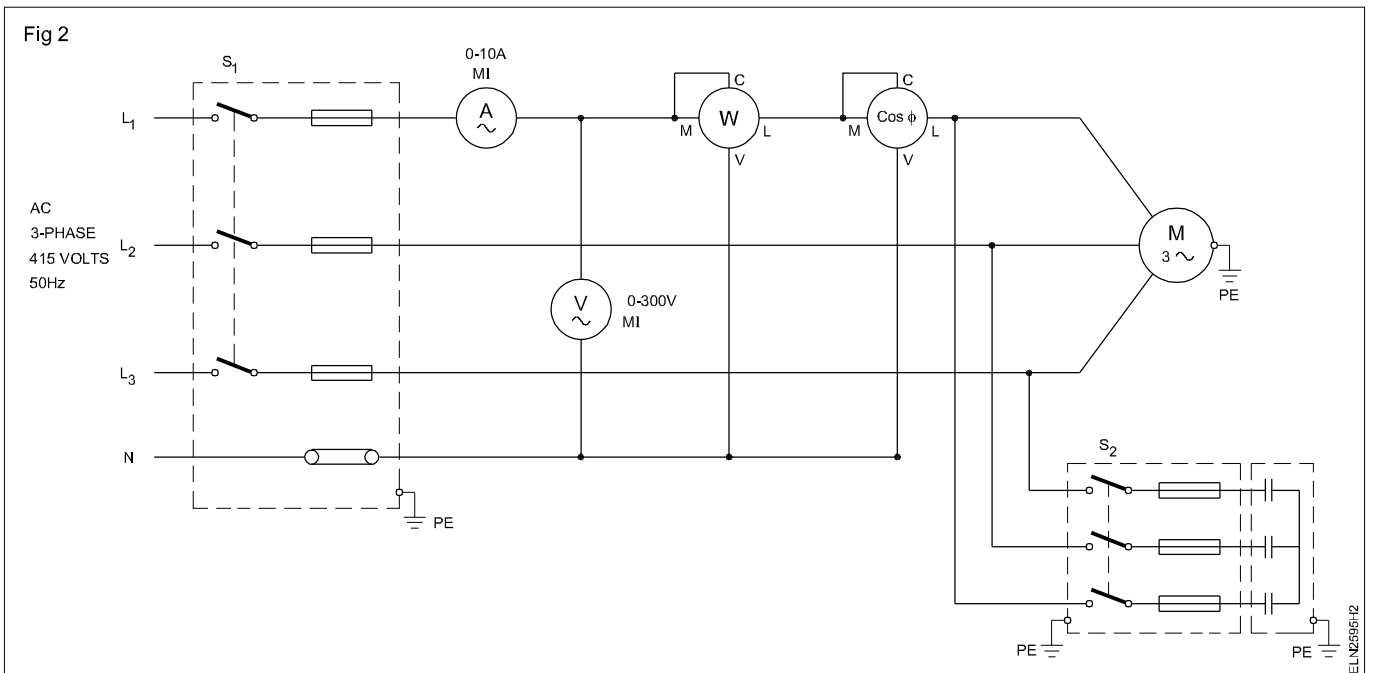 Fig 2
S1
0-10A
MI
A
C
W
M
L
V
C
Cos ϕ
M
L
V
L1
AC
3-PHASE
415 VOLTS
50Hz
L2
M
3
PE
V
0-300V
MI
L3
N
PE
S2
PE
PE
ELN2595H2